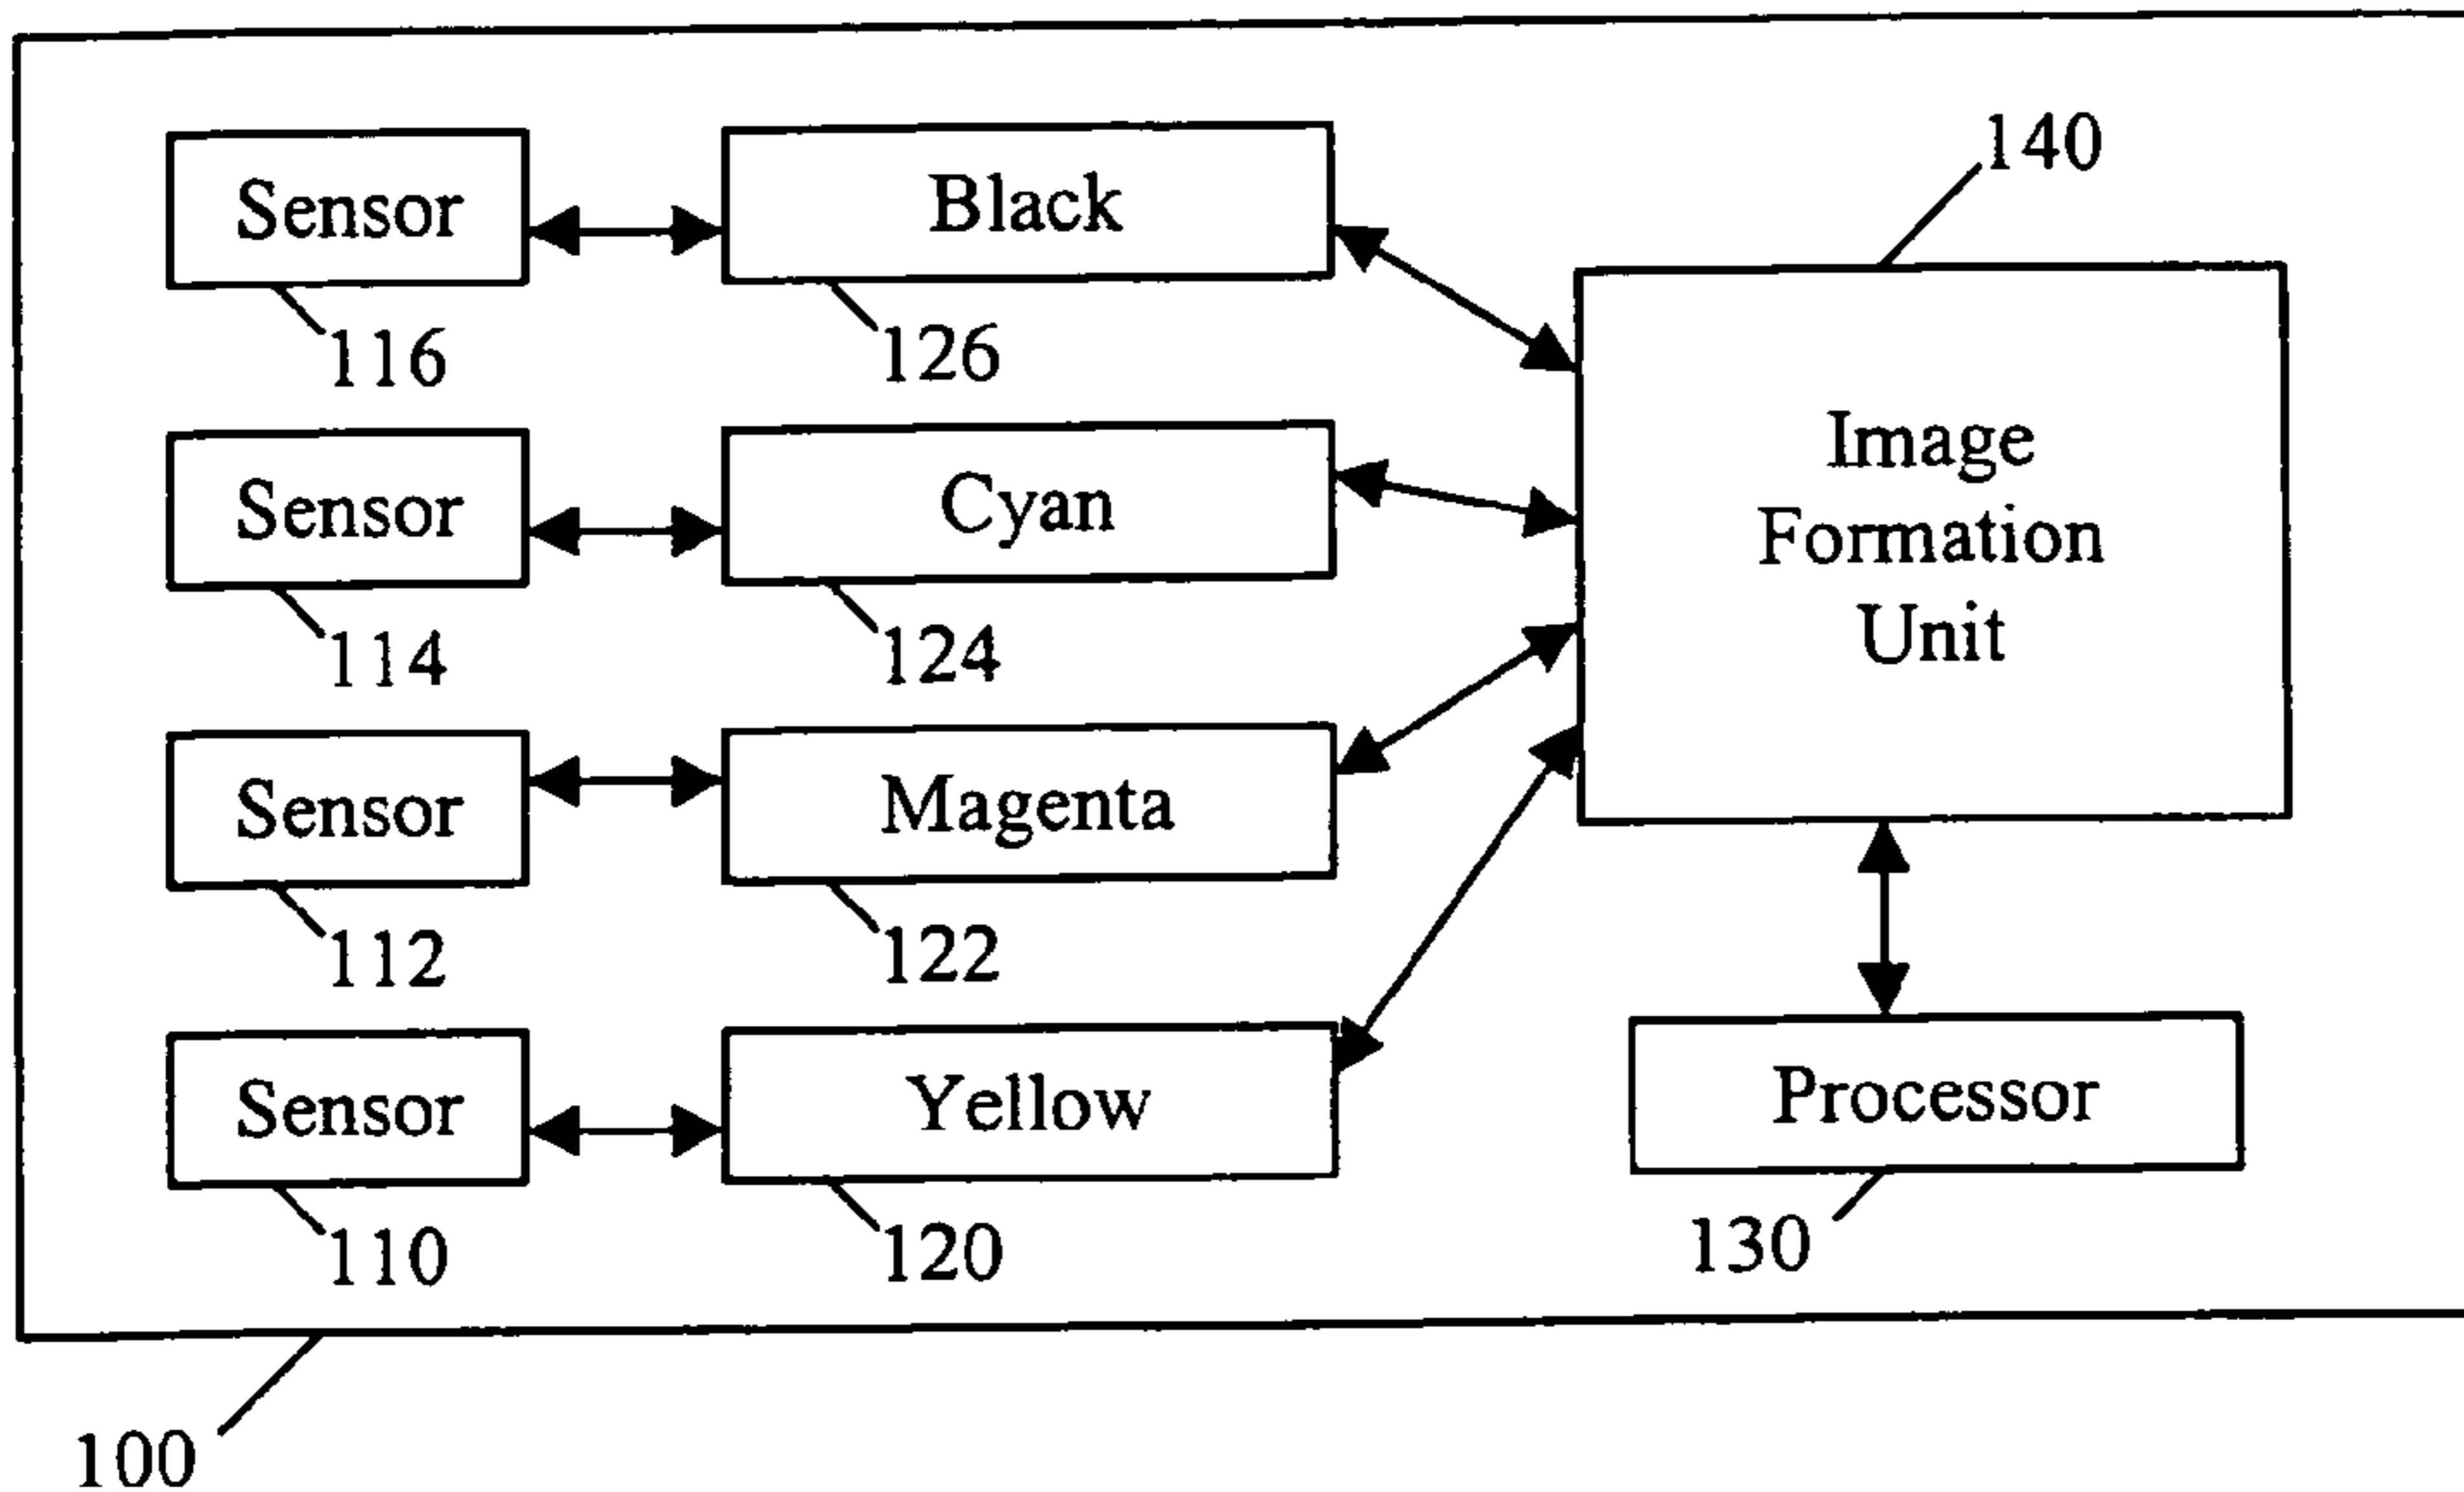 140
Sensor
Black
116
126
Image
Formation
Unit
Sensor
Cyan
114
124
Sensor
Magenta
112
122
Sensor
Yellow
Processor
110
120
130
100